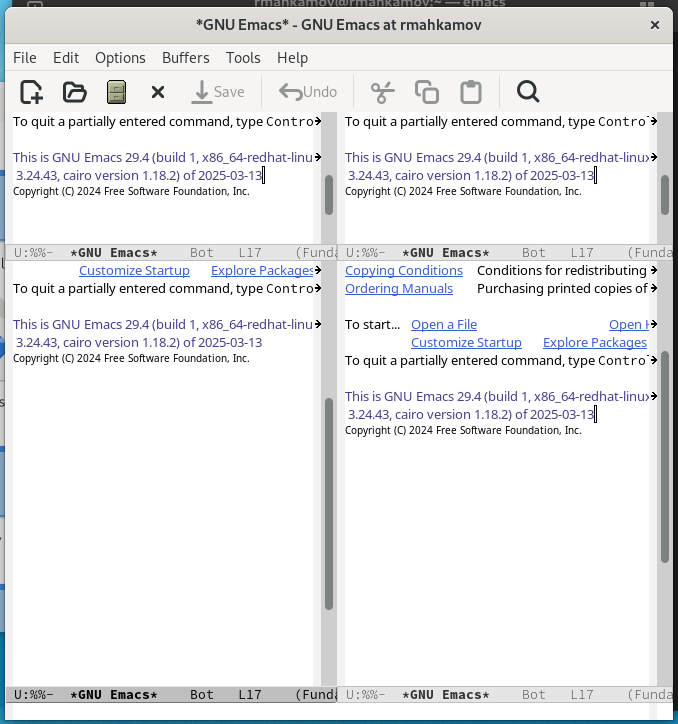 rmahkamov@rmahkamov:~ — emacs
*GNU Emacs* - GNU Emacs at rmahkamov
File Edit Options Buffers Tools Help
Save Undo
To quit a partially entered command, type Contro
This is GNU Emacs 29.4 (build 1, x86_64-redhat-linu
3.24.43, cairo version 1.18.2) of 2025-03-13
Copyright (C) 2024 Free Software Foundation, Inc.
U:%%- *GNU Emacs* Bot L17 (Funda
To quit a partially entered command, type Contro
This is GNU Emacs 29.4 (build 1, x86_64-redhat-linux
3.24.43, cairo version 1.18.2) of 2025-03-13
Copyright (C) 2024 Free Software Foundation, Inc.
U:%%- *GNU Emacs* Bot L17 (Funda
Customize Startup Explore Packages
To quit a partially entered command, type Contro
This is GNU Emacs 29.4 (build 1, x86_64-redhat-linu
3.24.43, cairo version 1.18.2) of 2025-03-13
Copyright (C) 2024 Free Software Foundation, Inc.
U:%%- *GNU Emacs* Bot L17 (Funda
Copying Conditions Conditions for redistributing
Ordering Manuals Purchasing printed copies of
To start... Open a File Open
Customize Startup Explore Packages
To quit a partially entered command, type Contro
This is GNU Emacs 29.4 (build 1, x86_64-redhat-linux
3.24.43, cairo version 1.18.2) of 2025-03-13
Copyright (C) 2024 Free Software Foundation, Inc.
U:%%- *GNU Emacs* Bot L17 (Funda